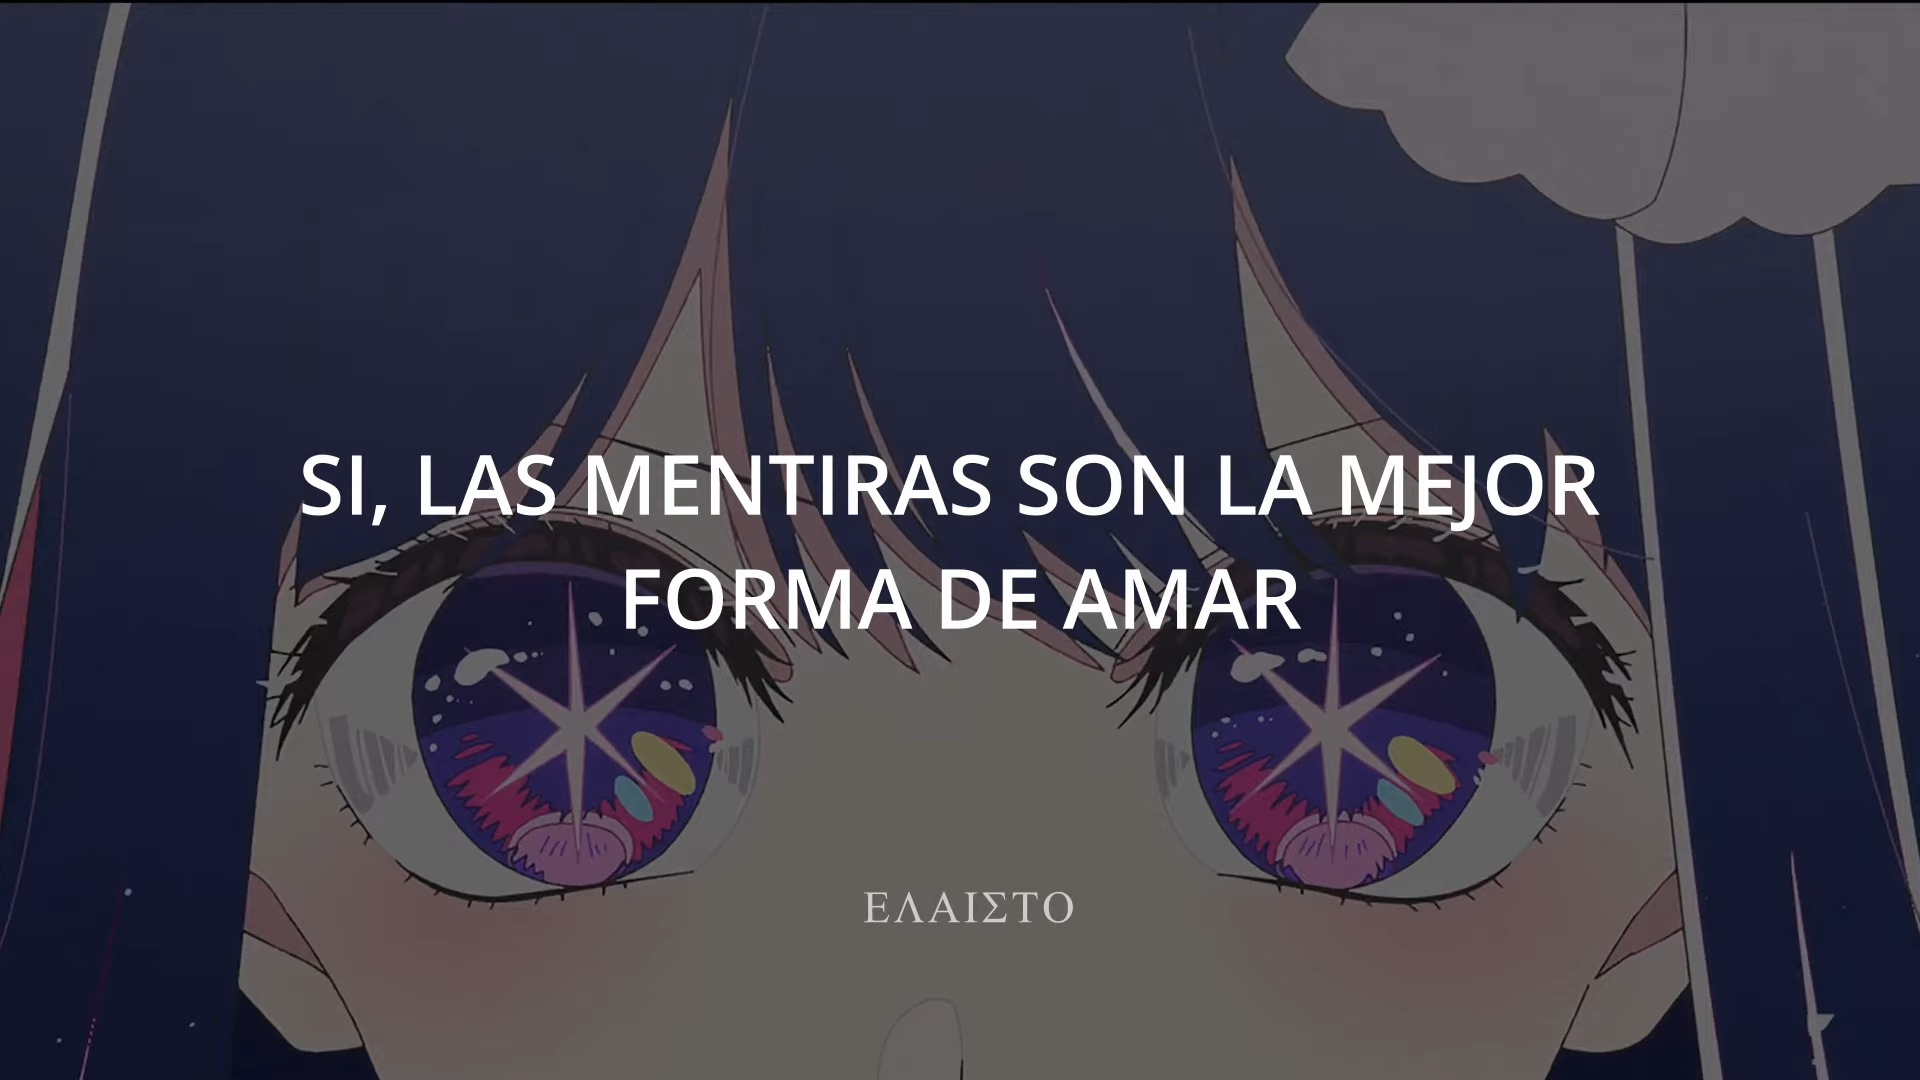 SI, LAS MENTIRAS SON LA MEJOR
FORMA DE AMAR
ΕΛΑΙΣΤΟ